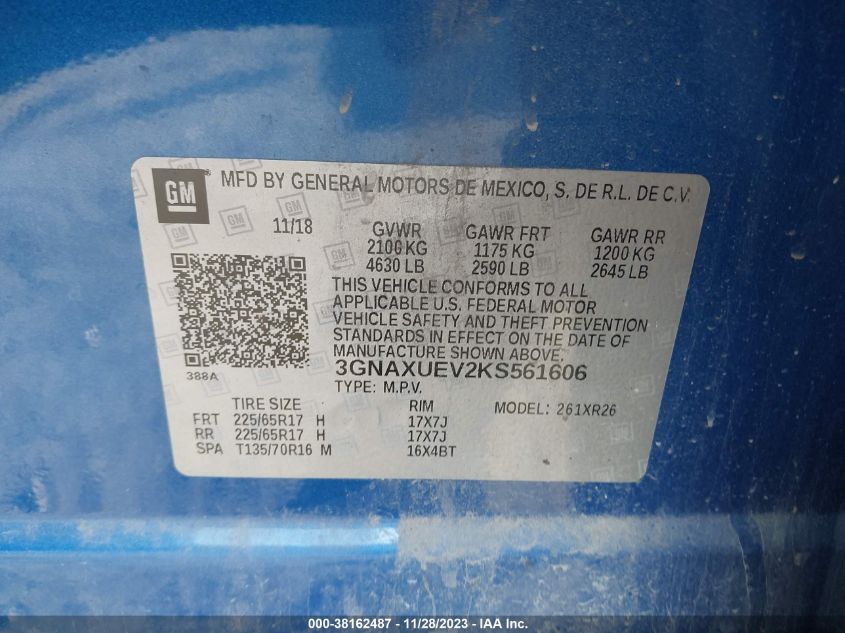 GM MFD BY GENERAL MOTORS DE MEXICO, S. DE R.L. DE C.V.
11/18 GVWR GAWR FRT GAWR RR
2100 KG 1175 KG 1200 KG
4630 LB 2590 LB 2645 LB
THIS VEHICLE CONFORMS TO ALL
APPLICABLE U.S. FEDERAL MOTOR
VEHICLE SAFETY AND THEFT PREVENTION
STANDARDS IN EFFECT ON THE DATE OF
MANUFACTURE SHOWN ABOVE.
388A
3GNAXUEV2KS561606
TYPE: M.P.V.
TIRE SIZE RIM MODEL: 261XR26
FRT 225/65R17 H 17X7J
RR 225/65R17 H 17X7J
SPA T135/70R16 M 16X4BT
000-38162487 - 11/28/2023 - IAA Inc.